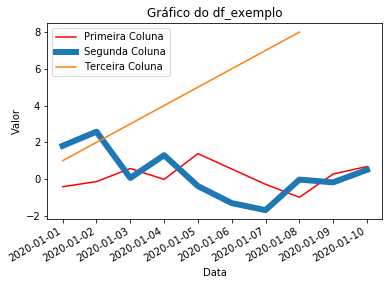 Gráfico do df_exemplo
Primeira Coluna
Segunda Coluna
Terceira Coluna
Valor
8
6
4
2
0
−2
2020-01-01
2020-01-02
2020-01-03
2020-01-04
2020-01-05
2020-01-06
2020-01-07
2020-01-08
2020-01-09
2020-01-10
Data